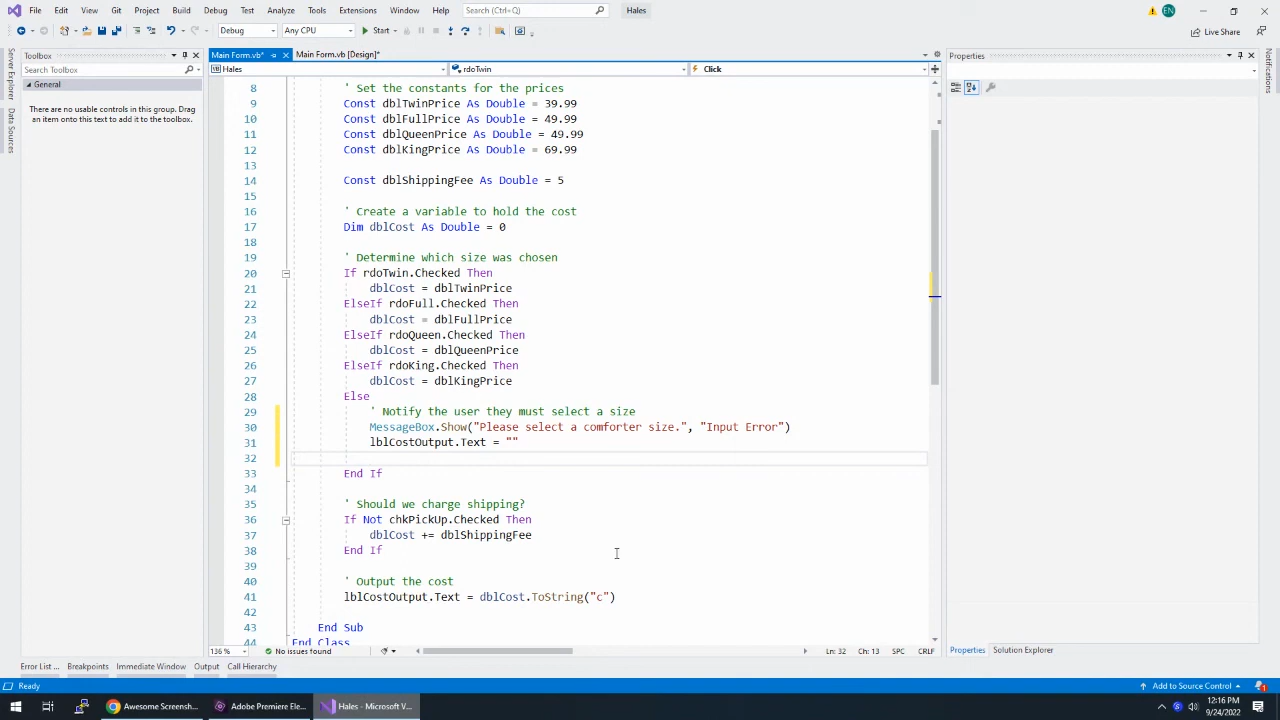 File Edit View Git Project Build Debug Test Analyze Tools Extensions Window Help Search (Ctrl+Q) Hales EN
Debug Any CPU Start Live Share
Server Explorer
Data Sources
Toolbox
Search Toolbox
General
There are no usable controls in this group. Drag
an item onto this text to add it to the toolbox.
Main Form.vb* Main Form.vb [Design]*
Hales rdoTwin Click
8 ' Set the constants for the prices
9 Const dblTwinPrice As Double = 39.99
10 Const dblFullPrice As Double = 49.99
11 Const dblQueenPrice As Double = 49.99
12 Const dblKingPrice As Double = 69.99
13
14 Const dblShippingFee As Double = 5
15
16 ' Create a variable to hold the cost
17 Dim dblCost As Double = 0
18
19 ' Determine which size was chosen
20 If rdoTwin.Checked Then
21 dblCost = dblTwinPrice
22 ElseIf rdoFull.Checked Then
23 dblCost = dblFullPrice
24 ElseIf rdoQueen.Checked Then
25 dblCost = dblQueenPrice
26 ElseIf rdoKing.Checked Then
27 dblCost = dblKingPrice
28 Else
29 ' Notify the user they must select a size
30 MessageBox.Show("Please select a comforter size.", "Input Error")
31 lblCostOutput.Text = ""
32
33 End If
34
35 ' Should we charge shipping?
36 If Not chkPickUp.Checked Then
37 dblCost += dblShippingFee
38 End If
39
40 ' Output the cost
41 lblCostOutput.Text = dblCost.ToString("c")
42
43 End Sub
44 End Class
136 % No issues found Ln: 32 Ch: 13 SPC CRLF
Properties
Notifications
Properties Solution Explorer
Error List ... Breakpoints Immediate Window Output Call Hierarchy
Ready Add to Source Control 1
Awesome Screensh... Adobe Premiere Ele... Hales - Microsoft V... 12:16 PM
9/24/2022